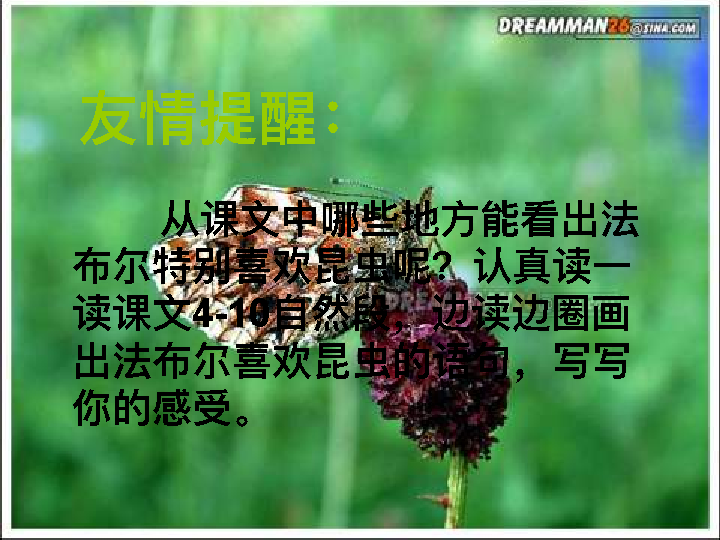 DREAMMAN26@SINA.COM
友情提醒：
从课文中哪些地方能看出法
布尔特别喜欢昆虫呢？认真读一
读课文4-10自然段，边读边圈画
出法布尔喜欢昆虫的语句，写写
你的感受。